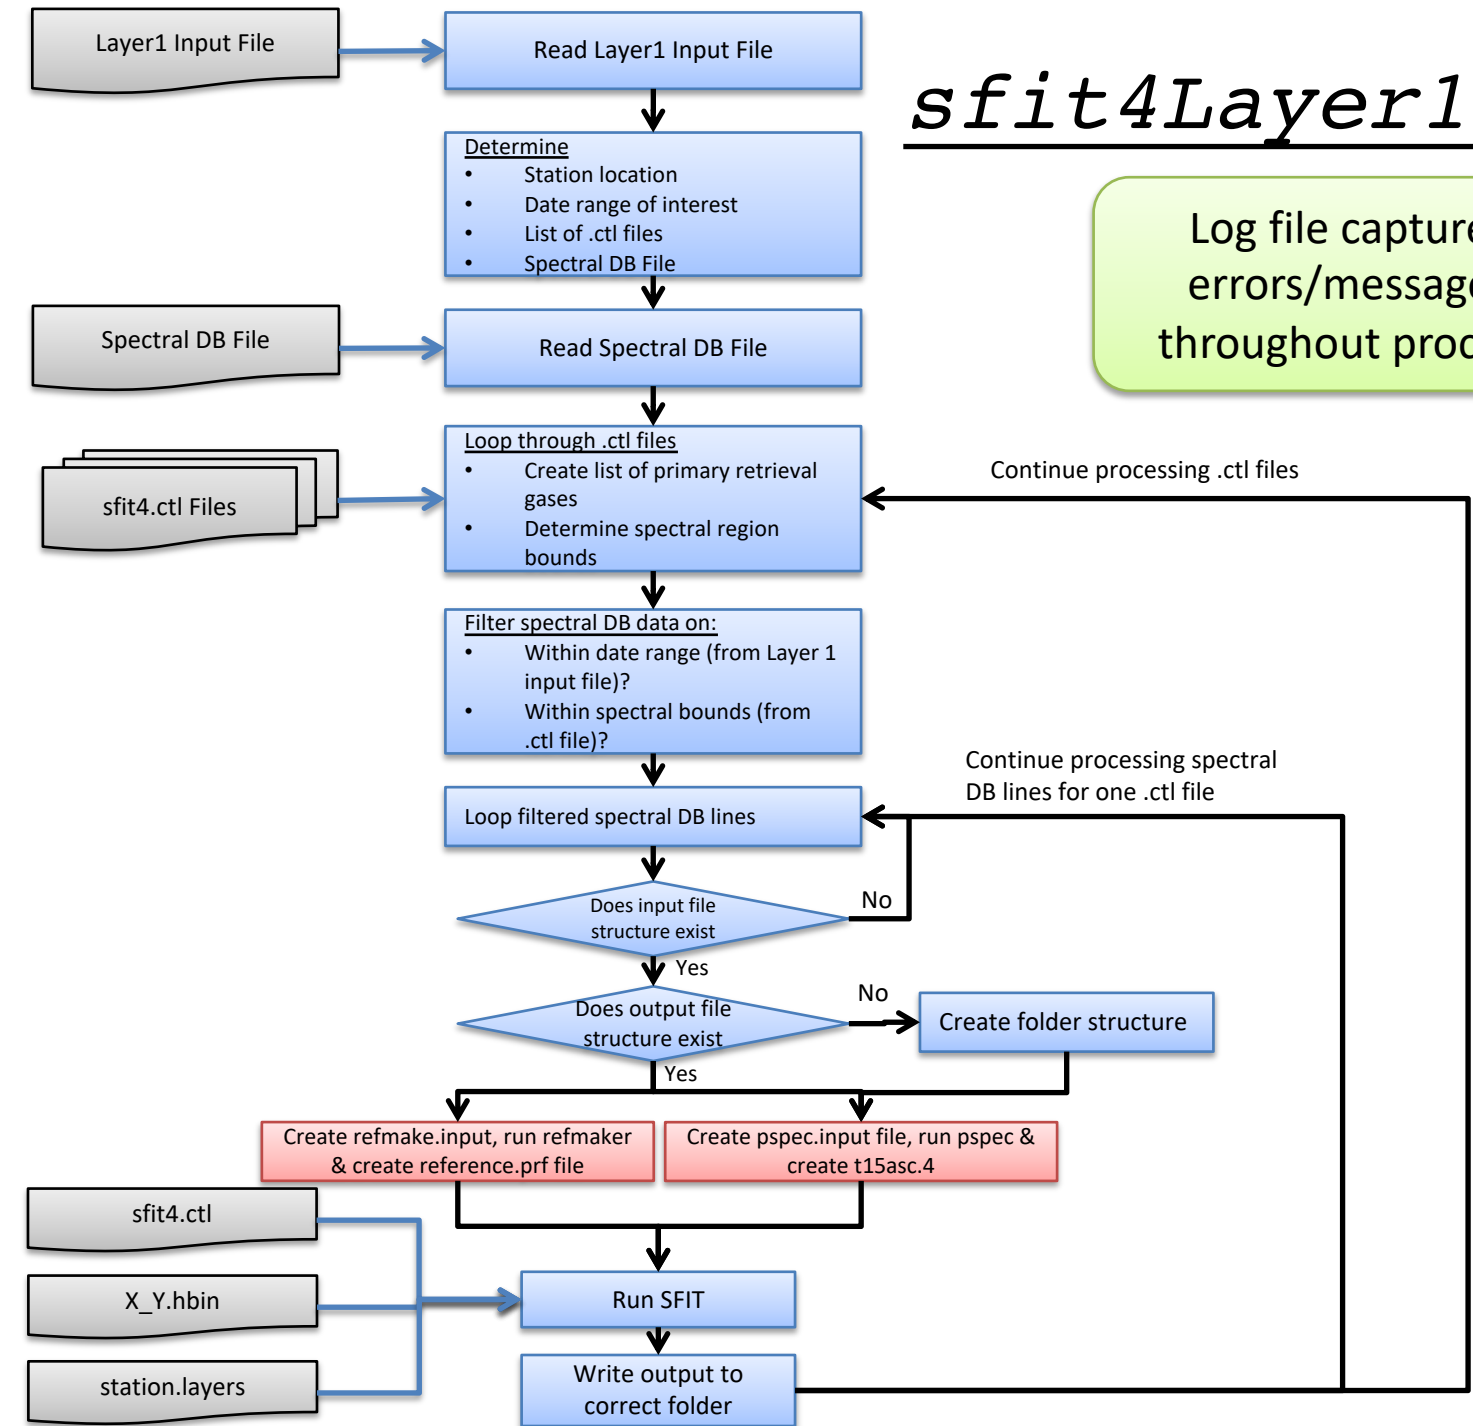 Layer1 Input File
Read Layer1 Input File
sfit4Layer1
Determine
• Station location
• Date range of interest
• List of .ctl files
• Spectral DB File
Log file capture
errors/message
throughout proc
Spectral DB File
Read Spectral DB File
sfit4.ctl Files
Loop through .ctl files
• Create list of primary retrieval
gases
• Determine spectral region
bounds
Continue processing .ctl files
Filter spectral DB data on:
• Within date range (from Layer 1
input file)?
• Within spectral bounds (from
.ctl file)?
Continue processing spectral
DB lines for one .ctl file
Loop filtered spectral DB lines
Does input file
structure exist
No
Yes
Does output file
structure exist
No
Create folder structure
Yes
Create refmake.input, run refmaker
& create reference.prf file
Create pspec.input file, run pspec &
create t15asc.4
sfit4.ctl
X_Y.hbin
station.layers
Run SFIT
Write output to
correct folder